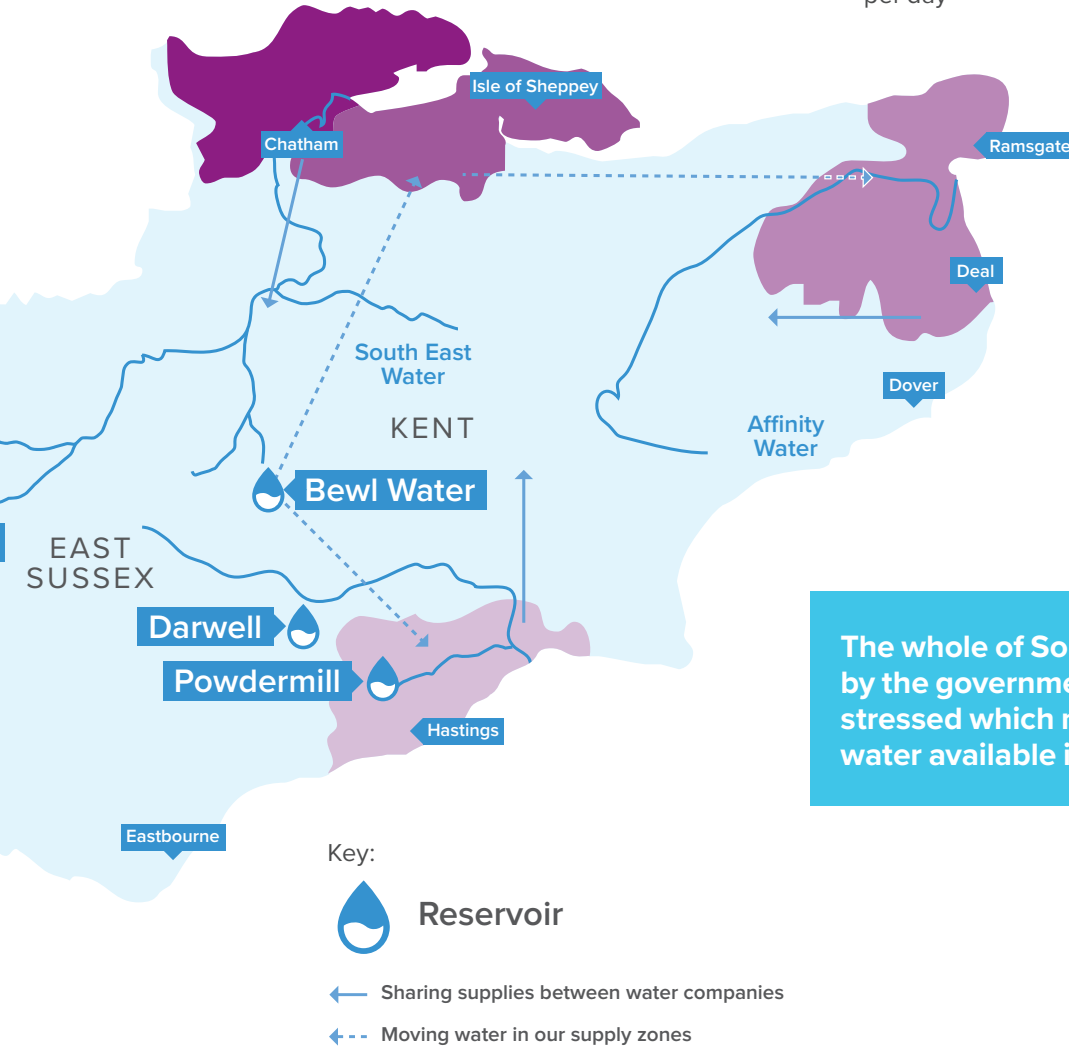 per day
Isle of Sheppey
Chatham
Ramsgate
Deal
South East
Water
Dover
KENT
Affinity
Water
Bewl Water
EAST
SUSSEX
Darwell
Powdermill
Hastings
The whole of So
by the governme
stressed which
water available i
Eastbourne
Key:
Reservoir
Sharing supplies between water companies
Moving water in our supply zones